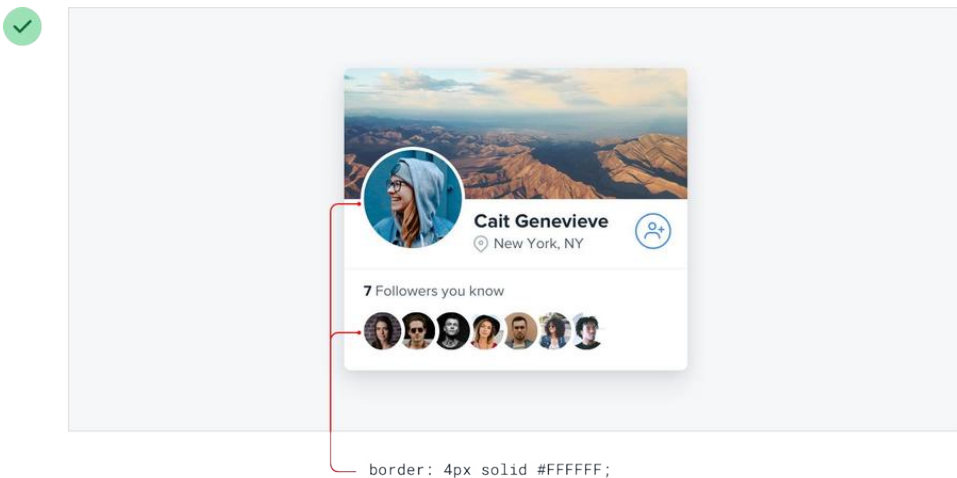 Cait Genevieve
New York, NY
7 Followers you know
border: 4px solid #FFFFFF;